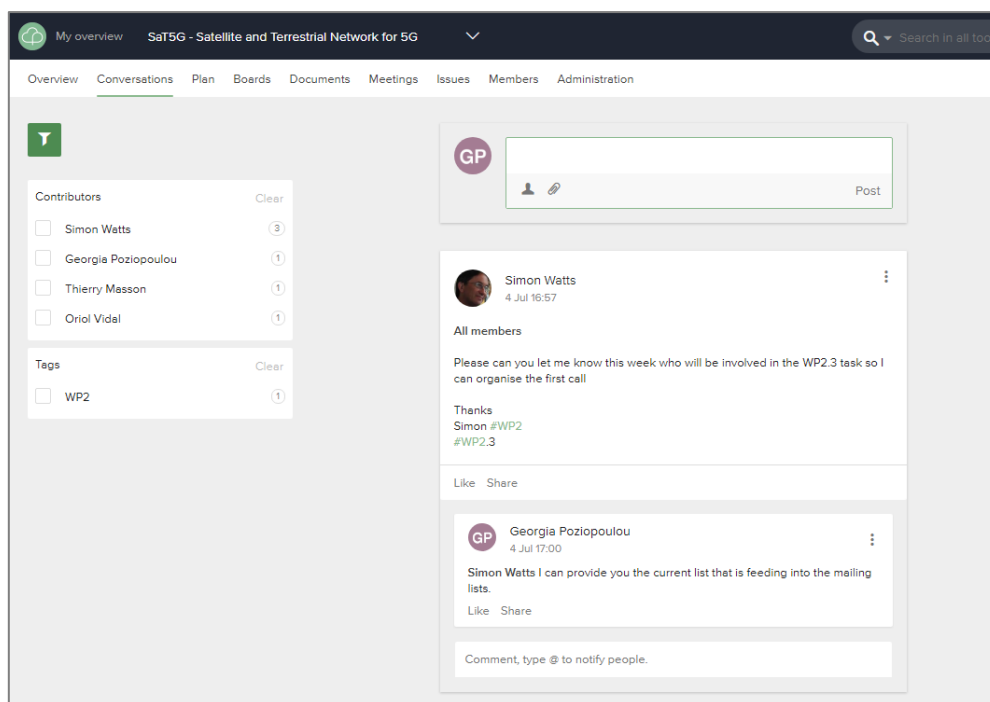 My overview SaT5G - Satellite and Terrestrial Network for 5G Search in all too
Overview Conversations Plan Boards Documents Meetings Issues Members Administration
Contributors Clear
Simon Watts 3
Georgia Poziopoulou 1
Thierry Masson 1
Oriol Vidal 1
Tags Clear
WP2 1
GP
Post
Simon Watts
4 Jul 16:57
All members
Please can you let me know this week who will be involved in the WP2.3 task so I
can organise the first call
Thanks
Simon #WP2
#WP2.3
Like Share
GP
Georgia Poziopoulou
4 Jul 17:00
Simon Watts I can provide you the current list that is feeding into the mailing
lists.
Like Share
Comment, type @ to notify people.